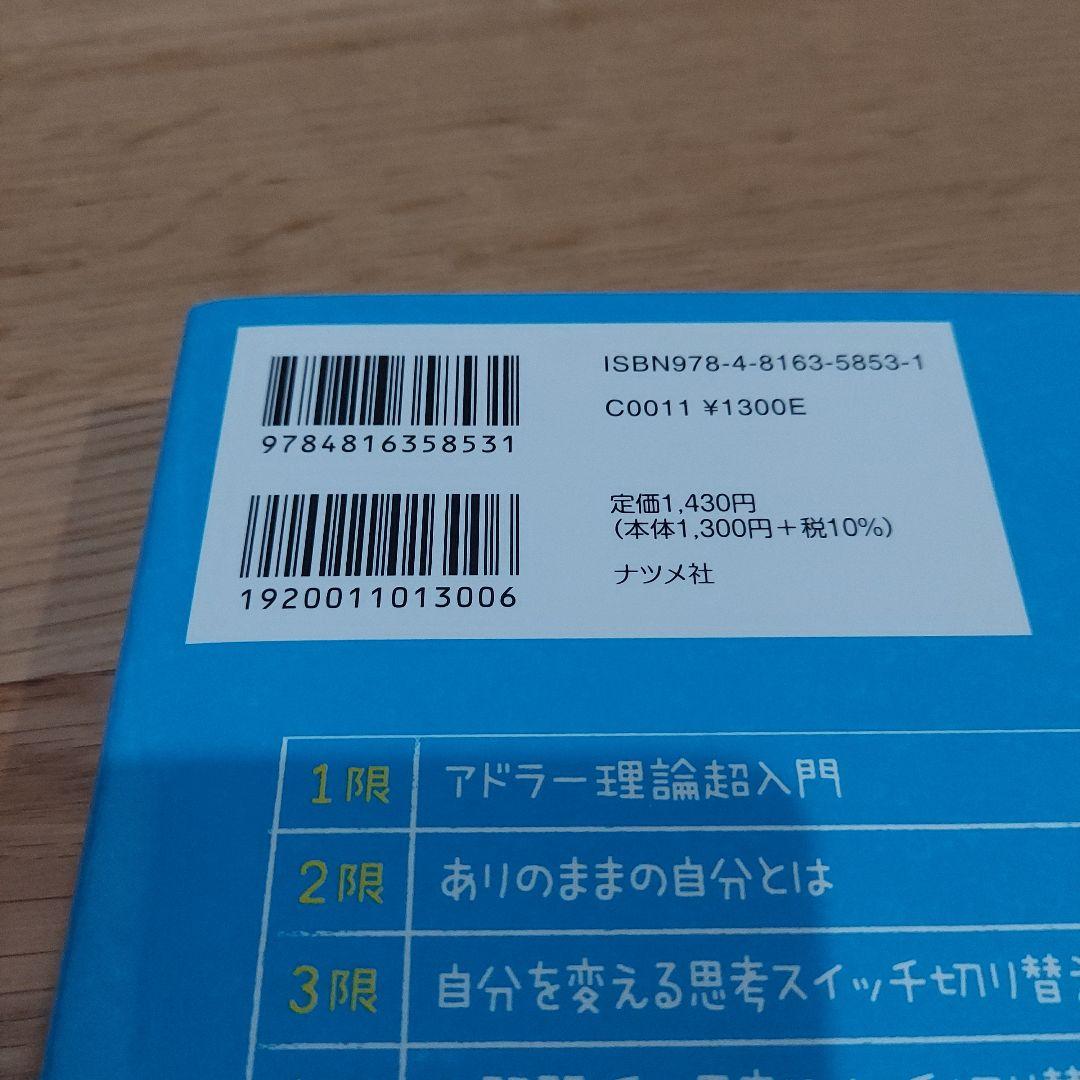 ISBN978-4-8163-5853-1
C0011 ¥1300E
9784816358531
定価1,430円
(本体1,300円+税10%)
ナツメ社
1920011013006
1限 アドラー理論超入門
2限 ありのままの自分とは
3限 自分を変える思考スイッチ切り替